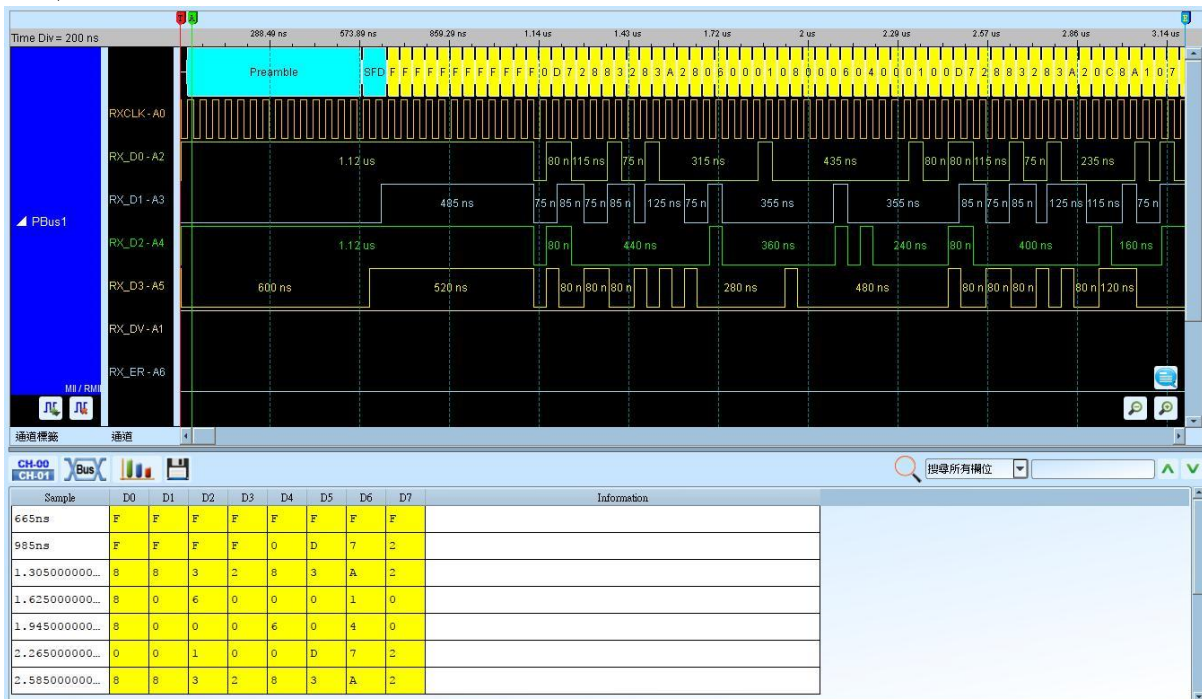 T A E
Time Div = 200 ns 288.49 ns 573.89 ns 859.29 ns 1.14 us 1.43 us 1.72 us 2 us 2.29 us 2.57 us 2.86 us 3.14 us
Preamble SFD F F F F F F F F F F F F 0 D 7 2 8 8 3 2 8 3 A 2 8 0 6 0 0 0 1 0 8 0 0 0 6 0 4 0 0 0 1 0 0 D 7 2 8 8 3 2 8 3 A 2 0 C 8 A 1 0 7
RXCLK - A0
RX_D0 - A2 1.12 us 80 n 115 ns 75 n 315 ns 435 ns 80 n 80 n 115 ns 75 n 235 ns
RX_D1 - A3 485 ns 75 n 85 n 75 n 85 n 125 ns 75 n 355 ns 355 ns 85 n 75 n 85 n 125 ns 115 ns 75 n
PBus1
RX_D2 - A4 1.12 us 80 n 440 ns 360 ns 240 ns 80 n 400 ns 160 ns
RX_D3 - A5 600 ns 520 ns 80 n 80 n 80 n 280 ns 480 ns 80 n 80 n 80 n 80 n 120 ns
RX_DV - A1
RX_ER - A6
MII / RMII
通道標籤 通道
CH-00
CH-01 Bus 搜尋所有欄位
Sample D0 D1 D2 D3 D4 D5 D6 D7 Information
665ns F F F F F F F F
985ns F F F F 0 D 7 2
1.305000000... 8 8 3 2 8 3 A 2
1.625000000... 8 0 6 0 0 0 1 0
1.945000000... 8 0 0 0 6 0 4 0
2.265000000... 0 0 1 0 0 D 7 2
2.585000000... 8 8 3 2 8 3 A 2